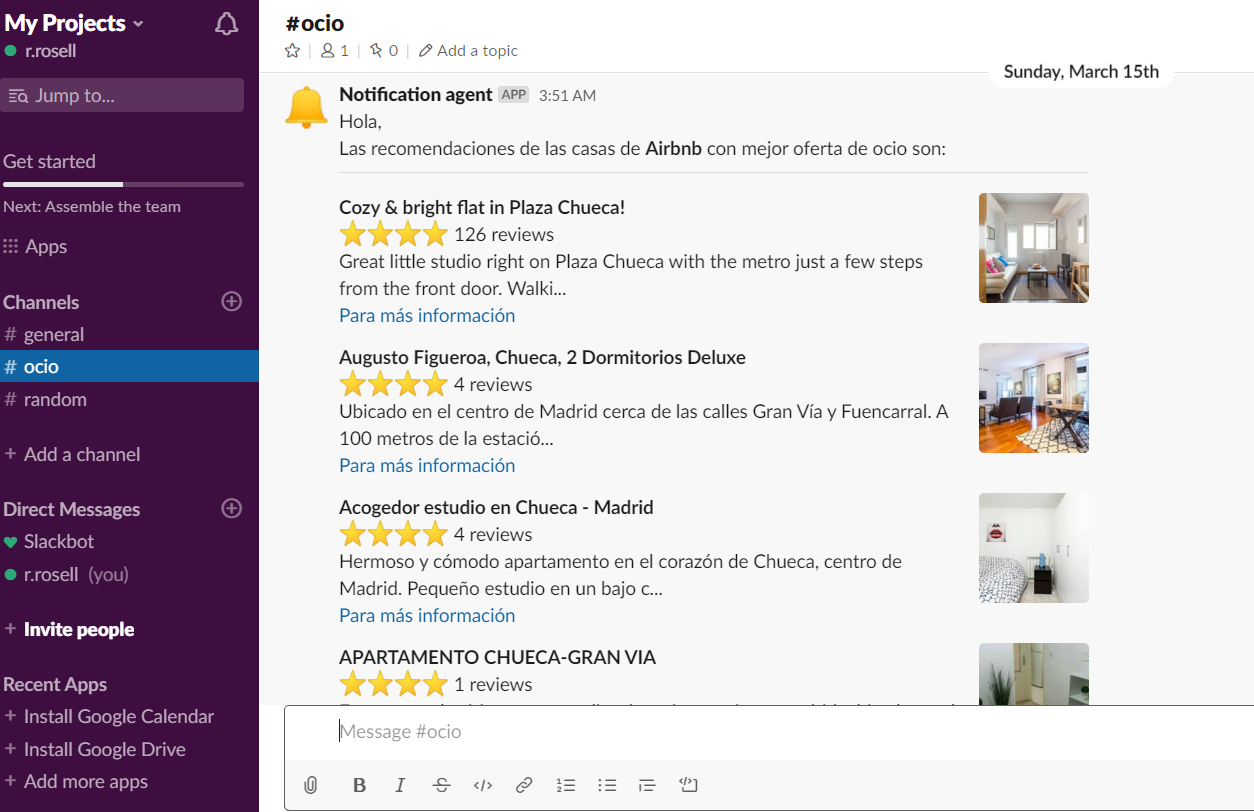 My Projects
r.rosell
Jump to...
Get started
Next: Assemble the team
Apps
Channels
# general
# ocio
# random
+ Add a channel
Direct Messages
Slackbot
r.rosell (you)
+ Invite people
Recent Apps
+ Install Google Calendar
+ Install Google Drive
+ Add more apps
#ocio
1 | 0 | Add a topic
Sunday, March 15th
Notification agent APP 3:51 AM
Hola,
Las recomendaciones de las casas de Airbnb con mejor oferta de ocio son:
Cozy & bright flat in Plaza Chueca!
126 reviews
Great little studio right on Plaza Chueca with the metro just a few steps
from the front door. Walki...
Para más información
Augusto Figueroa, Chueca, 2 Dormitorios Deluxe
4 reviews
Ubicado en el centro de Madrid cerca de las calles Gran Vía y Fuencarral. A
100 metros de la estació...
Para más información
Acogedor estudio en Chueca - Madrid
4 reviews
Hermoso y cómodo apartamento en el corazón de Chueca, centro de
Madrid. Pequeño estudio en un bajo c...
Para más información
APARTAMENTO CHUECA-GRAN VIA
1 reviews
Message #ocio